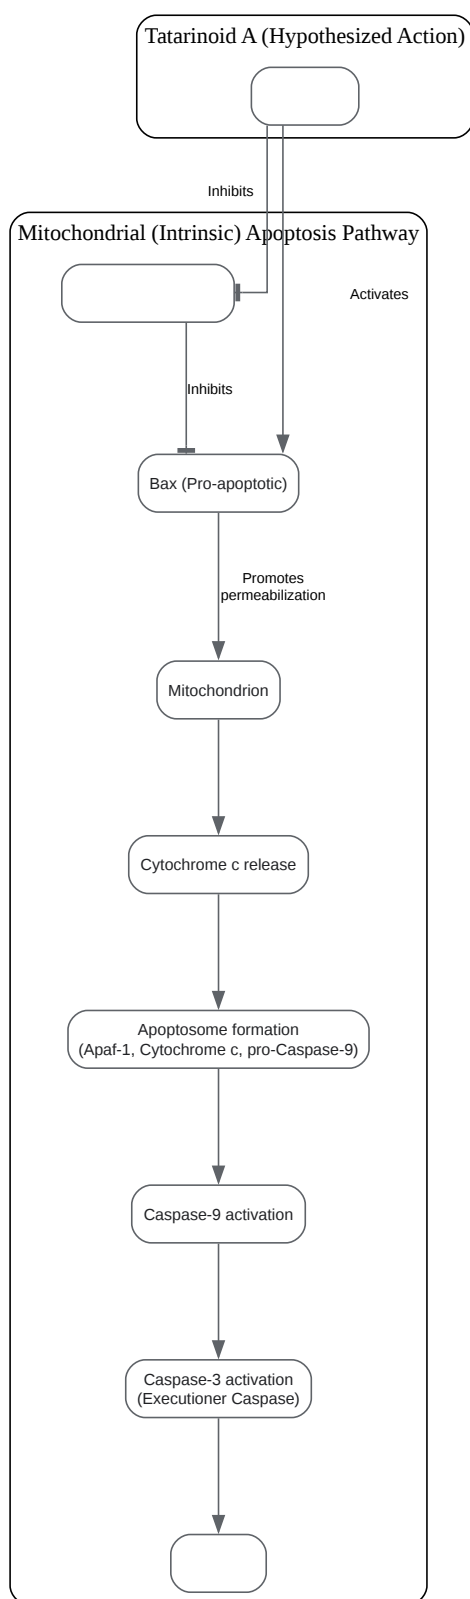 Tatarinoid A (Hypothesized Action)
Inhibits
Mitochondrial (Intrinsic) Apoptosis Pathway
Activates
Inhibits
Bax (Pro-apoptotic)
Promotes
permeabilization
Mitochondrion
Cytochrome c release
Apoptosome formation
(Apaf-1, Cytochrome c, pro-Caspase-9)
Caspase-9 activation
Caspase-3 activation
(Executioner Caspase)